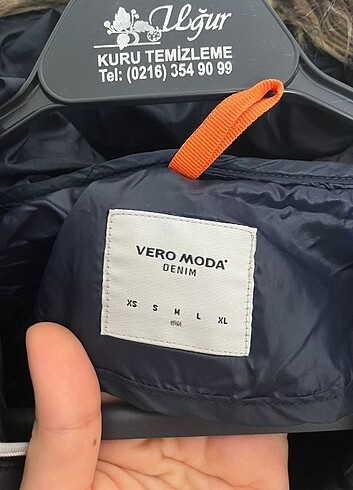 Uğur
KURU TEMİZLEME
Tel: (0216) 354 90 99
VERO MODA
DENIM
XS S M L XL